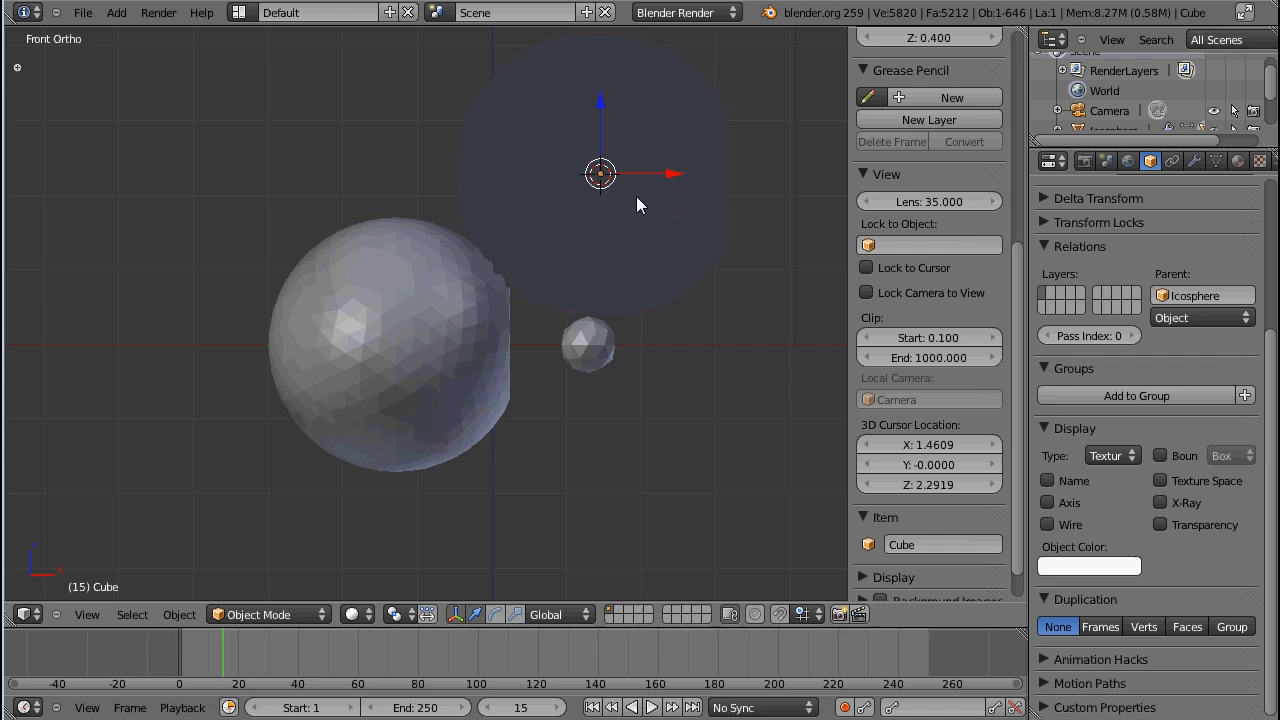 File Add Render Help Default Scene Blender Render blender.org 259 | Ve:5820 | Fa:5212 | Ob:1-646 | La:1 | Mem:8.27M (0.58M) | Cube
Front Ortho
(15) Cube
Z: 0.400
Grease Pencil
New
New Layer
Delete Frame Convert
View
Lens: 35.000
Lock to Object:
Lock to Cursor
Lock Camera to View
Clip:
Start: 0.100
End: 1000.000
Local Camera:
Camera
3D Cursor Location:
X: 1.4609
Y: -0.0000
Z: 2.2919
Item
Cube
Display
Background Images
View Search All Scenes
Scene
RenderLayers
World
Camera
Icosphere
Delta Transform
Transform Locks
Relations
Layers: Parent:
Icosphere
Object
Pass Index: 0
Groups
Add to Group
Display
Type: Textur Boun Box
Name Texture Space
Axis X-Ray
Wire Transparency
Object Color:
Duplication
None Frames Verts Faces Group
Animation Hacks
Motion Paths
Custom Properties
View Select Object Object Mode Global
-40 -20 0 20 40 60 80 100 120 140 160 180 200 220 240 260
View Frame Playback Start: 1 End: 250 15 No Sync